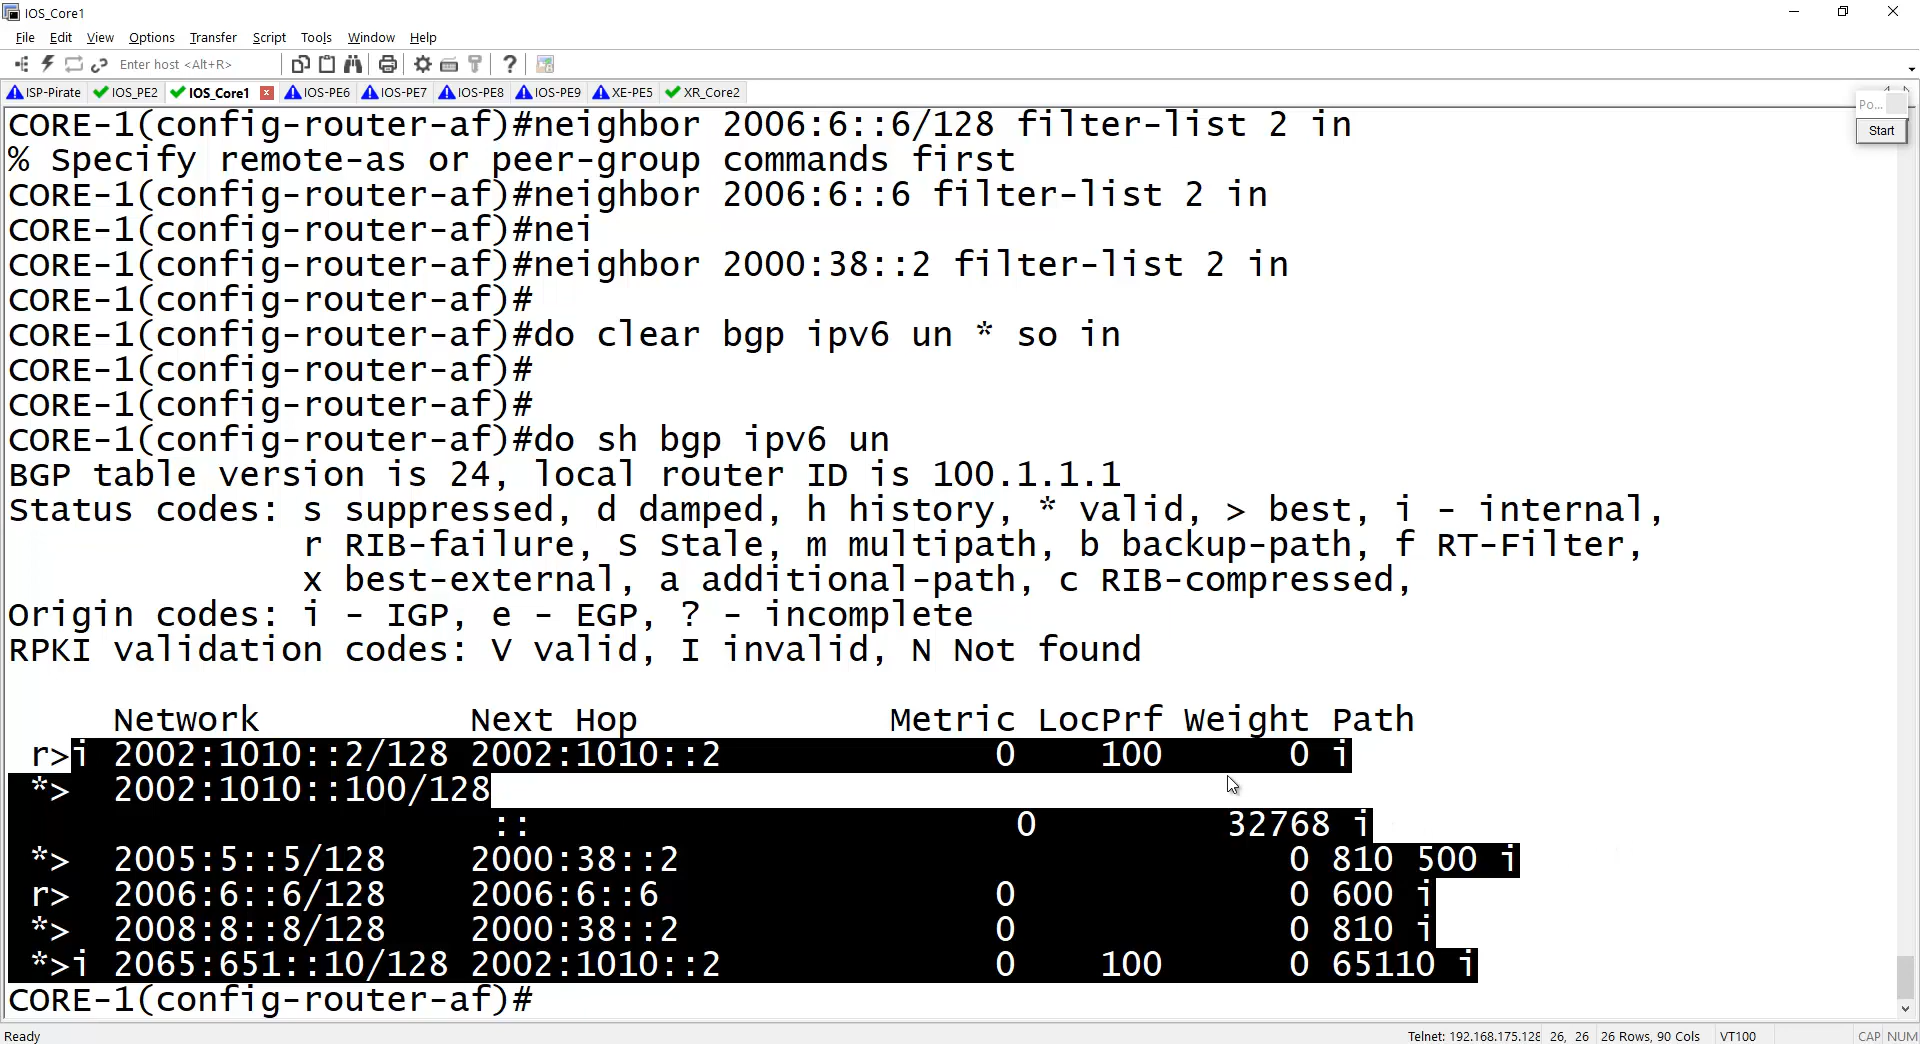 IOS_Core1
File Edit View Options Transfer Script Tools Window Help
Enter host <Alt+R>
ISP-Pirate IOS_PE2 IOS_Core1 IOS-PE6 IOS-PE7 IOS-PE8 IOS-PE9 XE-PE5 XR_Core2
Po...
Start
CORE-1(config-router-af)#neighbor 2006:6::6/128 filter-list 2 in
% Specify remote-as or peer-group commands first
CORE-1(config-router-af)#neighbor 2006:6::6 filter-list 2 in
CORE-1(config-router-af)#nei
CORE-1(config-router-af)#neighbor 2000:38::2 filter-list 2 in
CORE-1(config-router-af)#
CORE-1(config-router-af)#do clear bgp ipv6 un * so in
CORE-1(config-router-af)#
CORE-1(config-router-af)#
CORE-1(config-router-af)#do sh bgp ipv6 un
BGP table version is 24, local router ID is 100.1.1.1
Status codes: s suppressed, d damped, h history, * valid, > best, i - internal,
r RIB-failure, S Stale, m multipath, b backup-path, f RT-Filter,
x best-external, a additional-path, c RIB-compressed,
Origin codes: i - IGP, e - EGP, ? - incomplete
RPKI validation codes: V valid, I invalid, N Not found
Network Next Hop Metric LocPrf Weight Path
r>i 2002:1010::2/128 2002:1010::2 0 100 0 i
*> 2002:1010::100/128
:: 0 32768 i
*> 2005:5::5/128 2000:38::2 0 810 500 i
r> 2006:6::6/128 2006:6::6 0 0 600 i
*> 2008:8::8/128 2000:38::2 0 0 810 i
*>i 2065:651::10/128 2002:1010::2 0 100 0 65110 i
CORE-1(config-router-af)#
Ready Telnet: 192.168.175.128 26, 26 26 Rows, 90 Cols VT100 CAP NUM